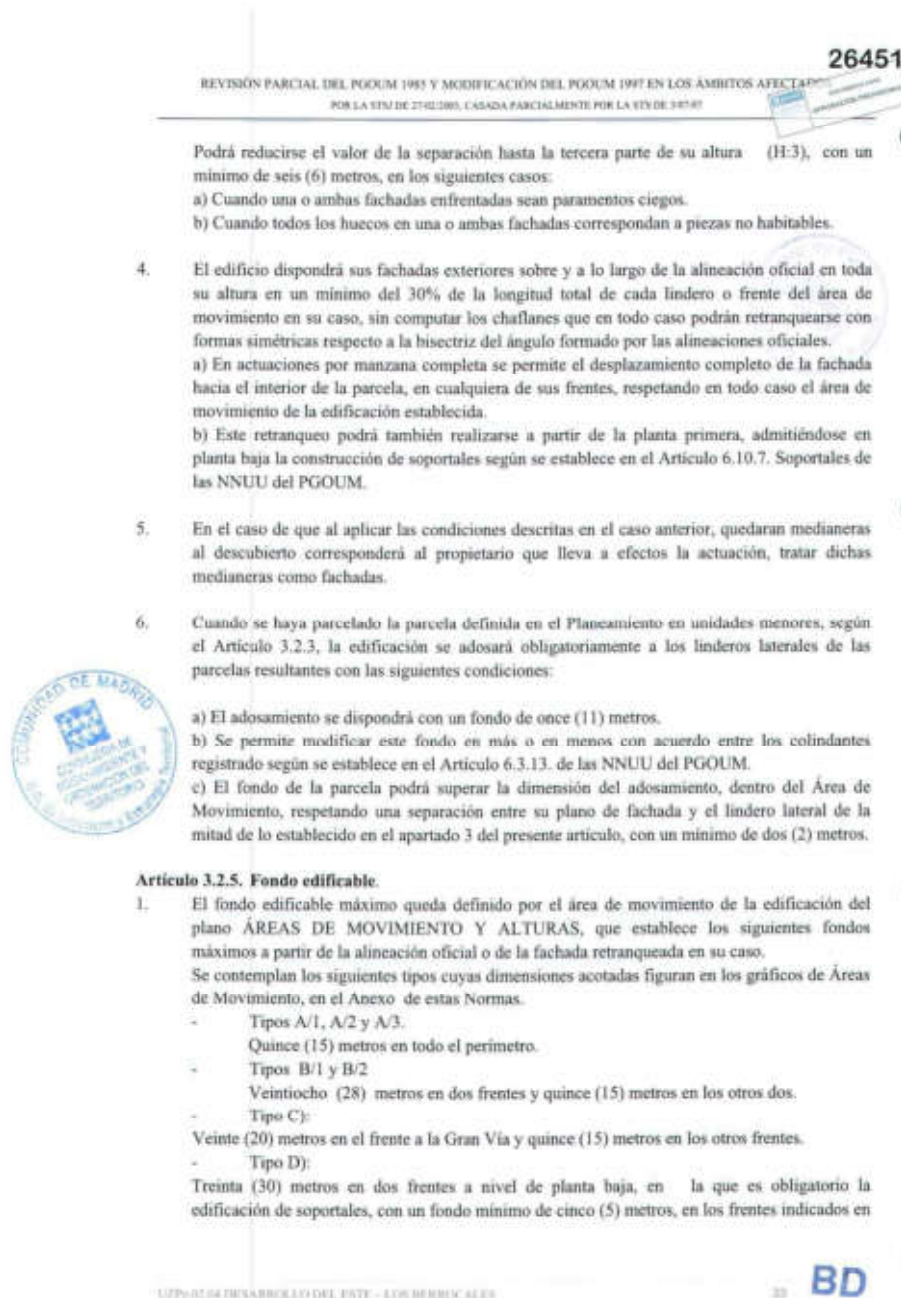 26451
REVISIÓN PARCIAL DEL PGOUM 1985 Y MODIFICACIÓN DEL PGOUM 1997 EN LOS ÁMBITOS AFECTADOS
POR LA STSJ DE 27/02/2003, CASADA PARCIALMENTE POR LA STS DE 3/07/07
Podrá reducirse el valor de la separación hasta la tercera parte de su altura (H:3), con un
mínimo de seis (6) metros, en los siguientes casos:
a) Cuando una o ambas fachadas enfrentadas sean paramentos ciegos.
b) Cuando todos los huecos en una o ambas fachadas correspondan a piezas no habitables.
4. El edificio dispondrá sus fachadas exteriores sobre y a lo largo de la alineación oficial en toda
su altura en un mínimo del 30% de la longitud total de cada lindero o frente del área de
movimiento en su caso, sin computar los chaflanes que en todo caso podrán retranquearse con
formas simétricas respecto a la bisectriz del ángulo formado por las alineaciones oficiales.
a) En actuaciones por manzana completa se permite el desplazamiento completo de la fachada
hacia el interior de la parcela, en cualquiera de sus frentes, respetando en todo caso el área de
movimiento de la edificación establecida.
b) Este retranqueo podrá también realizarse a partir de la planta primera, admitiéndose en
planta baja la construcción de soportales según se establece en el Artículo 6.10.7. Soportales de
las NNUU del PGOUM.
5. En el caso de que al aplicar las condiciones descritas en el caso anterior, quedaran medianeras
al descubierto corresponderá al propietario que lleva a efectos la actuación, tratar dichas
medianeras como fachadas.
6. Cuando se haya parcelado la parcela definida en el Planeamiento en unidades menores, según
el Artículo 3.2.3, la edificación se adosará obligatoriamente a los linderos laterales de las
parcelas resultantes con las siguientes condiciones:
COMUNIDAD DE MADRID
CONSEJERÍA DE
MEDIO AMBIENTE Y
ORDENACIÓN DEL
TERRITORIO
a) El adosamiento se dispondrá con un fondo de once (11) metros.
b) Se permite modificar este fondo en más o en menos con acuerdo entre los colindantes
registrado según se establece en el Artículo 6.3.13. de las NNUU del PGOUM.
c) El fondo de la parcela podrá superar la dimensión del adosamiento, dentro del Área de
Movimiento, respetando una separación entre su plano de fachada y el lindero lateral de la
mitad de lo establecido en el apartado 3 del presente artículo, con un mínimo de dos (2) metros.
Artículo 3.2.5. Fondo edificable.
1. El fondo edificable máximo queda definido por el área de movimiento de la edificación del
plano ÁREAS DE MOVIMIENTO Y ALTURAS, que establece los siguientes fondos
máximos a partir de la alineación oficial o de la fachada retranqueada en su caso.
Se contemplan los siguientes tipos cuyas dimensiones acotadas figuran en los gráficos de Áreas
de Movimiento, en el Anexo de estas Normas.
- Tipos A/1, A/2 y A/3.
Quince (15) metros en todo el perímetro.
- Tipos B/1 y B/2
Veintiocho (28) metros en dos frentes y quince (15) metros en los otros dos.
- Tipo C):
Veinte (20) metros en el frente a la Gran Vía y quince (15) metros en los otros frentes.
- Tipo D):
Treinta (30) metros en dos frentes a nivel de planta baja, en la que es obligatorio la
edificación de soportales, con un fondo mínimo de cinco (5) metros, en los frentes indicados en
UZPp.02.04 DESARROLLO DEL ESTE - LOS BERROCALES
BD